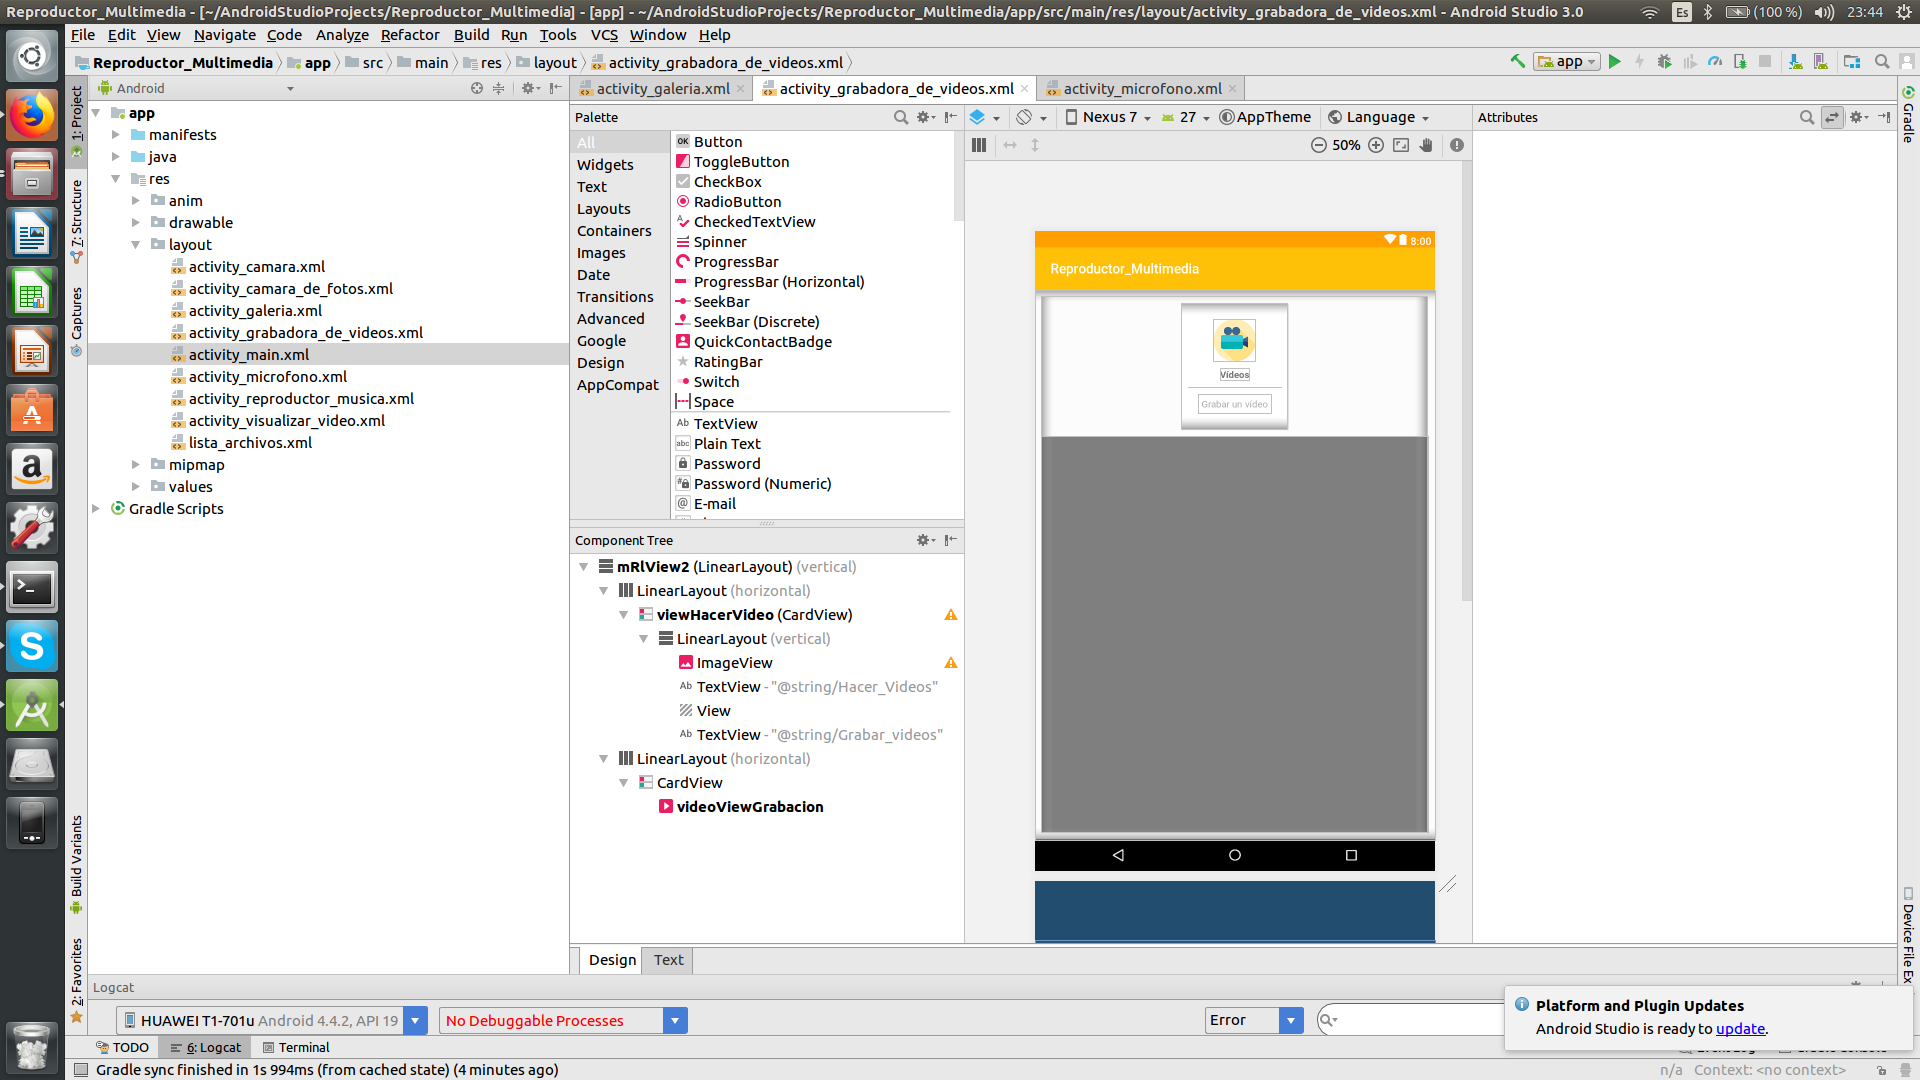 Reproductor_Multimedia - [~/AndroidStudioProjects/Reproductor_Multimedia] - [app] - ~/AndroidStudioProjects/Reproductor_Multimedia/app/src/main/res/layout/activity_grabadora_de_videos.xml - Android Studio 3.0
Es
(100 %)
23:44
File Edit View Navigate Code Analyze Refactor Build Run Tools VCS Window Help
Reproductor_Multimedia app src main res layout activity_grabadora_de_videos.xml
app
1: Project
7: Structure
Captures
Build Variants
2: Favorites
Android
app
manifests
java
res
anim
drawable
layout
activity_camara.xml
activity_camara_de_fotos.xml
activity_galeria.xml
activity_grabadora_de_videos.xml
activity_main.xml
activity_microfono.xml
activity_reproductor_musica.xml
activity_visualizar_video.xml
lista_archivos.xml
mipmap
values
Gradle Scripts
activity_galeria.xml
activity_grabadora_de_videos.xml
activity_microfono.xml
Palette
All
Widgets
Text
Layouts
Containers
Images
Date
Transitions
Advanced
Google
Design
AppCompat
OK Button
ToggleButton
CheckBox
RadioButton
CheckedTextView
Spinner
ProgressBar
ProgressBar (Horizontal)
SeekBar
SeekBar (Discrete)
QuickContactBadge
RatingBar
Switch
Space
Ab TextView
abc Plain Text
Password
Password (Numeric)
@ E-mail
Component Tree
mRlView2 (LinearLayout) (vertical)
LinearLayout (horizontal)
viewHacerVideo (CardView)
LinearLayout (vertical)
ImageView
Ab TextView - "@string/Hacer_Videos"
View
Ab TextView - "@string/Grabar_videos"
LinearLayout (horizontal)
CardView
videoViewGrabacion
Nexus 7
27
AppTheme
Language
50%
8:00
Reproductor_Multimedia
Vídeos
Grabar un vídeo
Attributes
Gradle
Device File Ex
Design Text
Logcat
HUAWEI T1-701u Android 4.4.2, API 19
No Debuggable Processes
Error
Platform and Plugin Updates
Android Studio is ready to update.
TODO
6: Logcat
Terminal
Gradle sync finished in 1s 994ms (from cached state) (4 minutes ago)
n/a
Context: <no context>